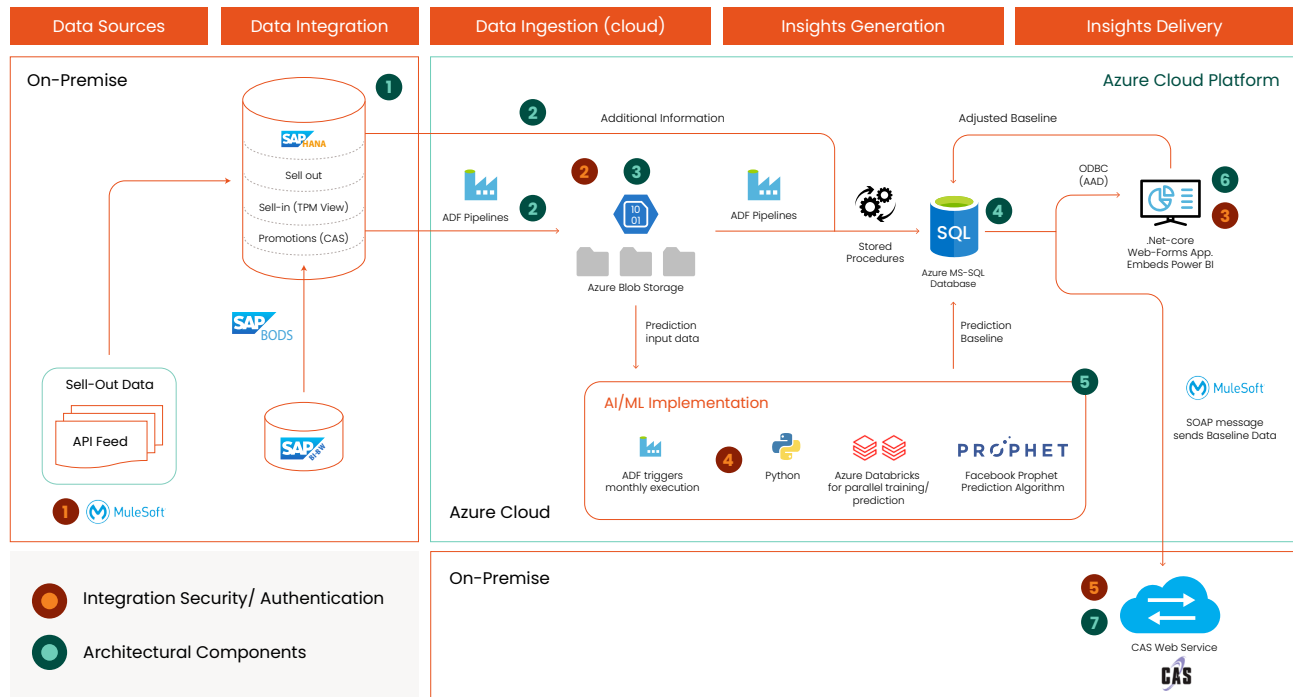 Data Sources
Data Integration
Data Ingestion (cloud)
Insights Generation
Insights Delivery
On-Premise
1
SAP HANA
Sell out
Sell-in (TPM View)
Promotions (CAS)
SAP BODS
Sell-Out Data
API Feed
1
MuleSoft
SAP BI-BW
Azure Cloud Platform
2
Additional Information
Adjusted Baseline
ADF Pipelines
2
2
3
10
01
Azure Blob Storage
ADF Pipelines
Stored
Procedures
SQL
4
Azure MS-SQL
Database
ODBC
(AAD)
6
3
.Net-core
Web-Forms App.
Embeds Power BI
Prediction
input data
Prediction
Baseline
5
AI/ML Implementation
ADF triggers
monthly execution
4
Python
Azure Databricks
for parallel training/
prediction
PROPHET
Facebook Prophet
Prediction Algorithm
Azure Cloud
MuleSoft
SOAP message
sends Baseline Data
Integration Security/ Authentication
Architectural Components
On-Premise
5
7
CAS Web Service
CAS